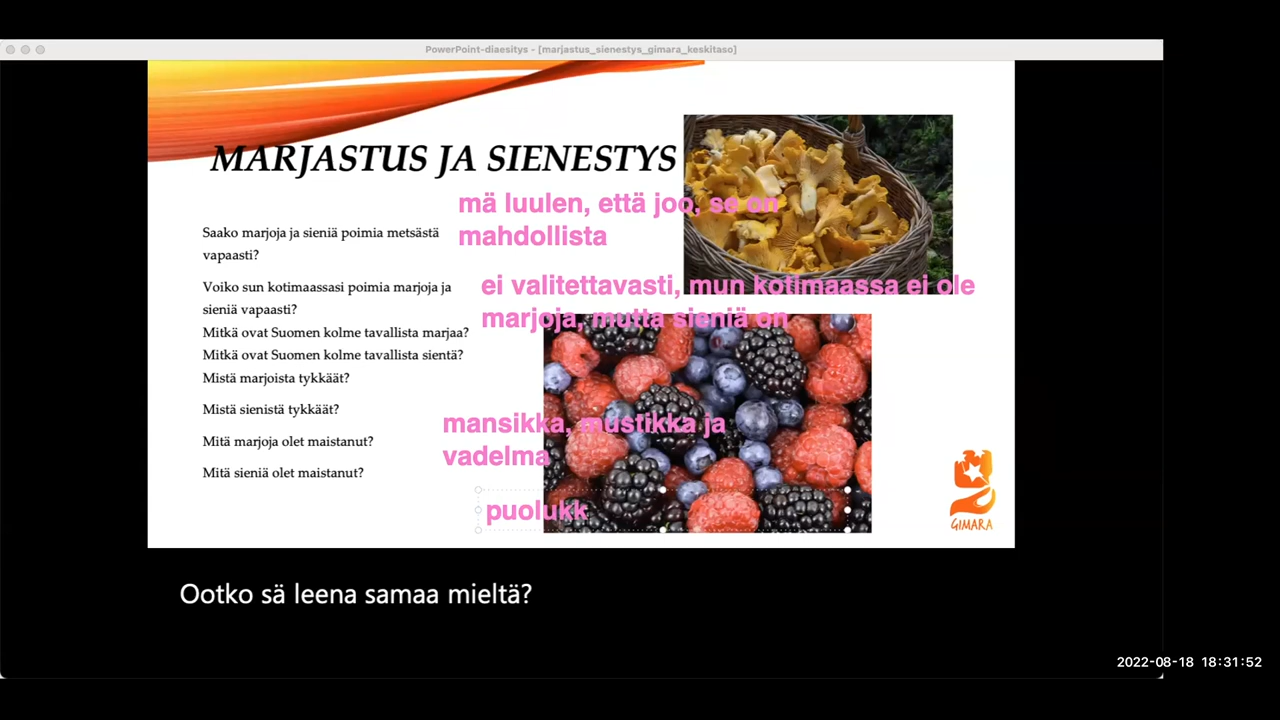 PowerPoint-diaesitys - [marjastus_sienestys_gimara_keskitaso]
MARJASTUS JA SIENESTYS
mä luulen, että joo, se on
mahdollista
Saako marjoja ja sieniä poimia metsästä
vapaasti?
ei valitettavasti, mun kotimaassa ei ole
marjoja, mutta sieniä on
Voiko sun kotimaassasi poimia marjoja ja
sieniä vapaasti?
Mitkä ovat Suomen kolme tavallista marjaa?
Mitkä ovat Suomen kolme tavallista sientä?
Mistä marjoista tykkäät?
Mistä sienistä tykkäät?
mansikka, mustikka ja
vadelma
Mitä marjoja olet maistanut?
Mitä sieniä olet maistanut?
puolukk
GIMARA
Ootko sä leena samaa mieltä?
2022-08-18 18:31:52